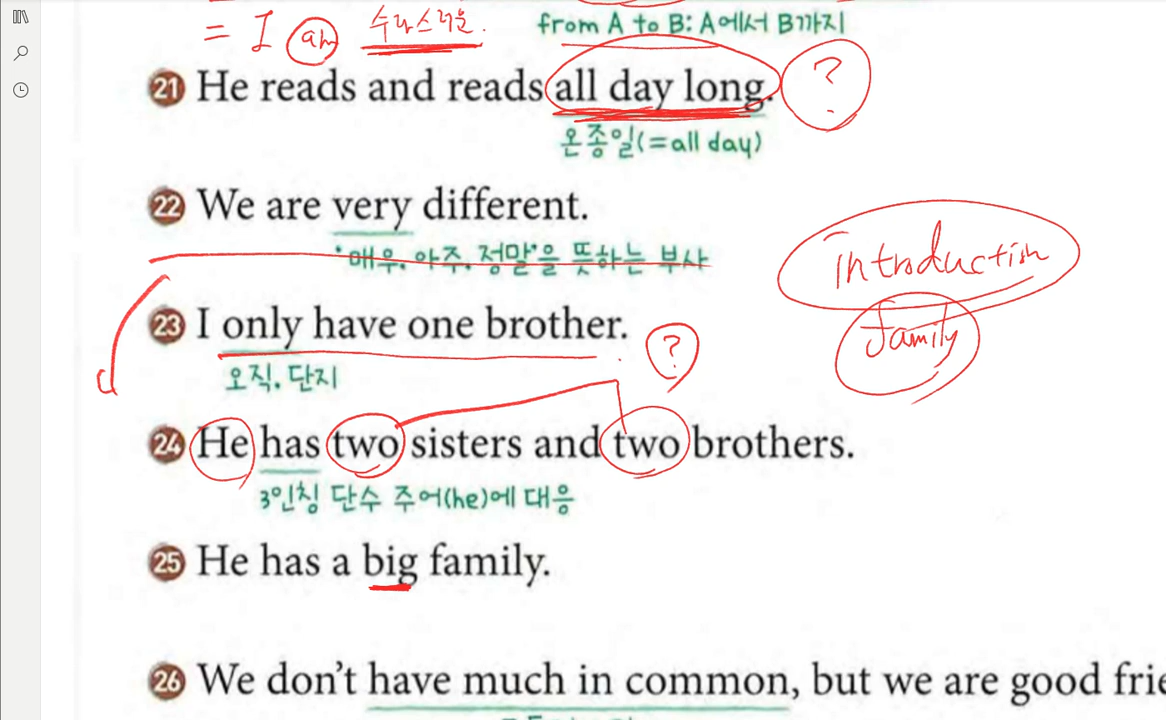 = I am 수다스러운.
from A to B: A에서 B까지
21 He reads and reads all day long. ?
온종일(=all day)
22 We are very different.
'매우, 아주, 정말'을 뜻하는 부사
introduction
family
23 I only have one brother. ?
오직, 단지
24 He has two sisters and two brothers.
3인칭 단수 주어(he)에 대응
25 He has a big family.
26 We don't have much in common, but we are good frie